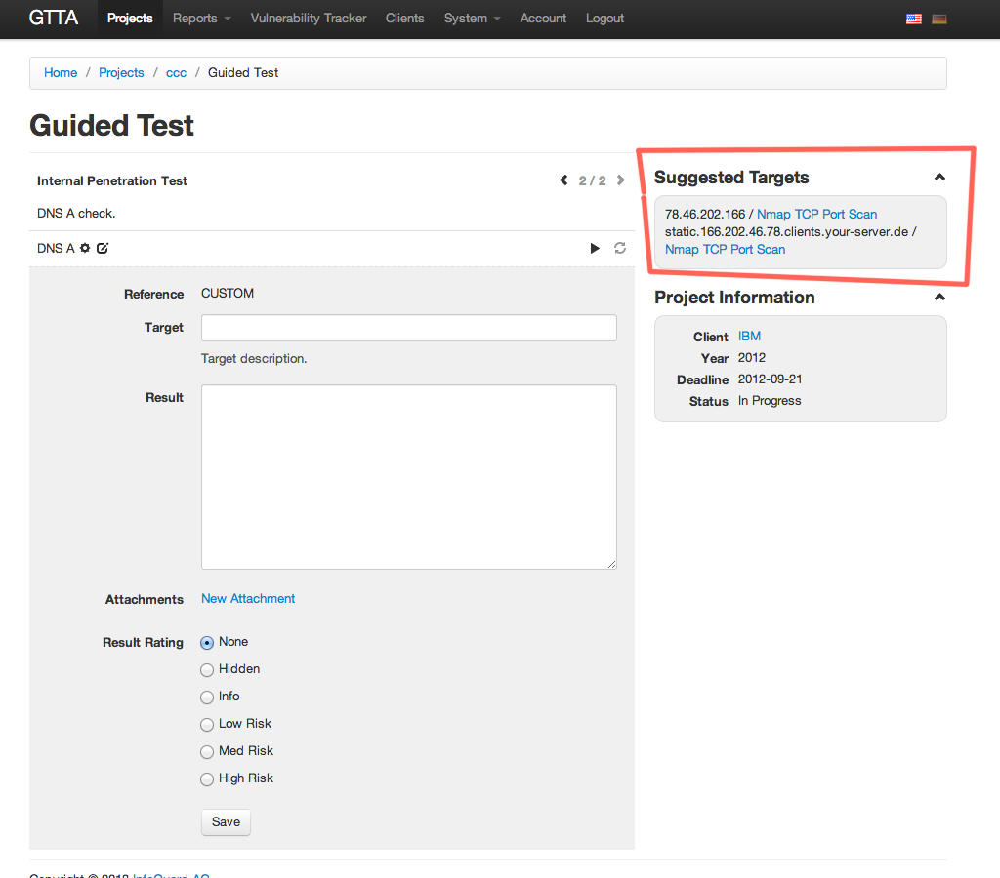 GTTA Projects Reports Vulnerability Tracker Clients System Account Logout
Home / Projects / ccc / Guided Test
Guided Test
Internal Penetration Test
2 / 2
DNS A check.
DNS A
Reference CUSTOM
Target
Target description.
Result
Attachments New Attachment
Result Rating None
Hidden
Info
Low Risk
Med Risk
High Risk
Save
Suggested Targets
78.46.202.166 / Nmap TCP Port Scan
static.166.202.46.78.clients.your-server.de /
Nmap TCP Port Scan
Project Information
Client IBM
Year 2012
Deadline 2012-09-21
Status In Progress